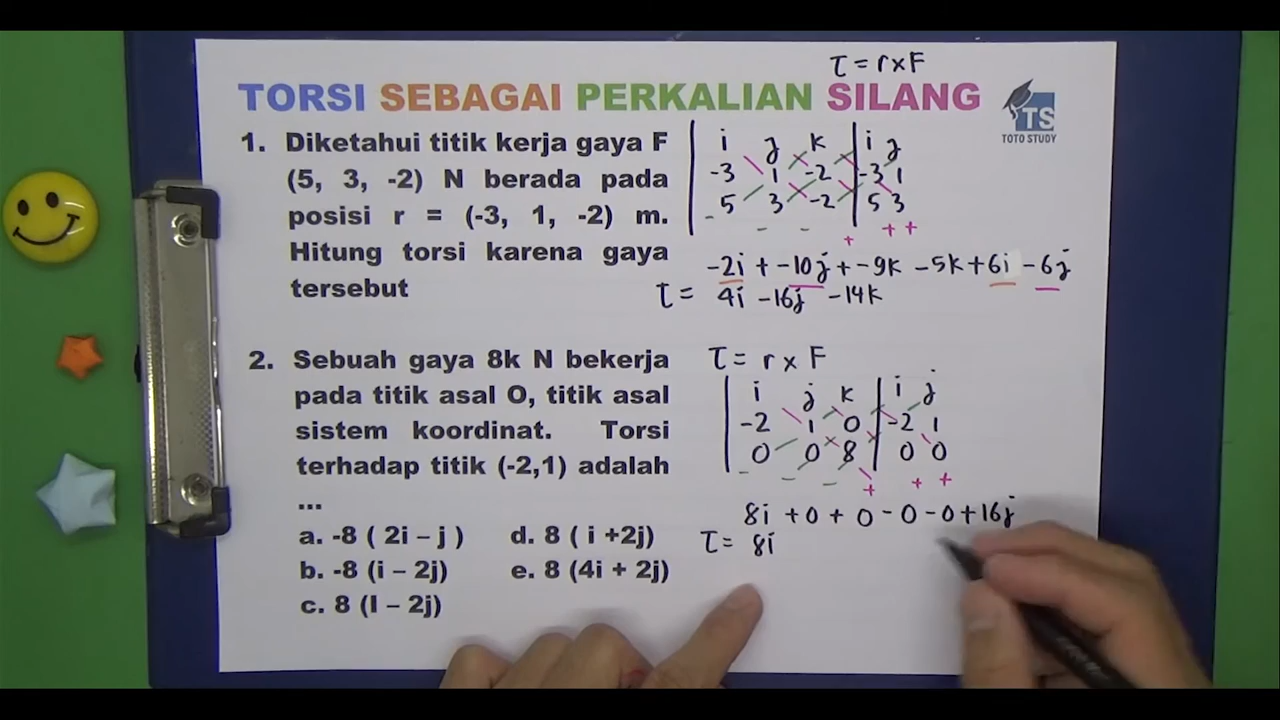 τ = r x F
TORSI SEBAGAI PERKALIAN SILANG
TS
TOTO STUDY
1. Diketahui titik kerja gaya F
(5, 3, -2) N berada pada
posisi r = (-3, 1, -2) m.
Hitung torsi karena gaya
tersebut
i j k i j
-3 1 -2 -3 1
5 3 -2 5 3
- - - + + +
-2i + -10j + -9k -5k +6i -6j
τ = 4i -16j -14k
2. Sebuah gaya 8k N bekerja
pada titik asal O, titik asal
sistem koordinat. Torsi
terhadap titik (-2,1) adalah
...
a. -8 ( 2i – j )
b. -8 (i – 2j)
c. 8 (I – 2j)
d. 8 ( i +2j)
e. 8 (4i + 2j)
τ = r x F
i j k i j
-2 1 0 -2 1
0 0 8 0 0
- - - + + +
8i + 0 + 0 - 0 - 0 + 16j
τ = 8i